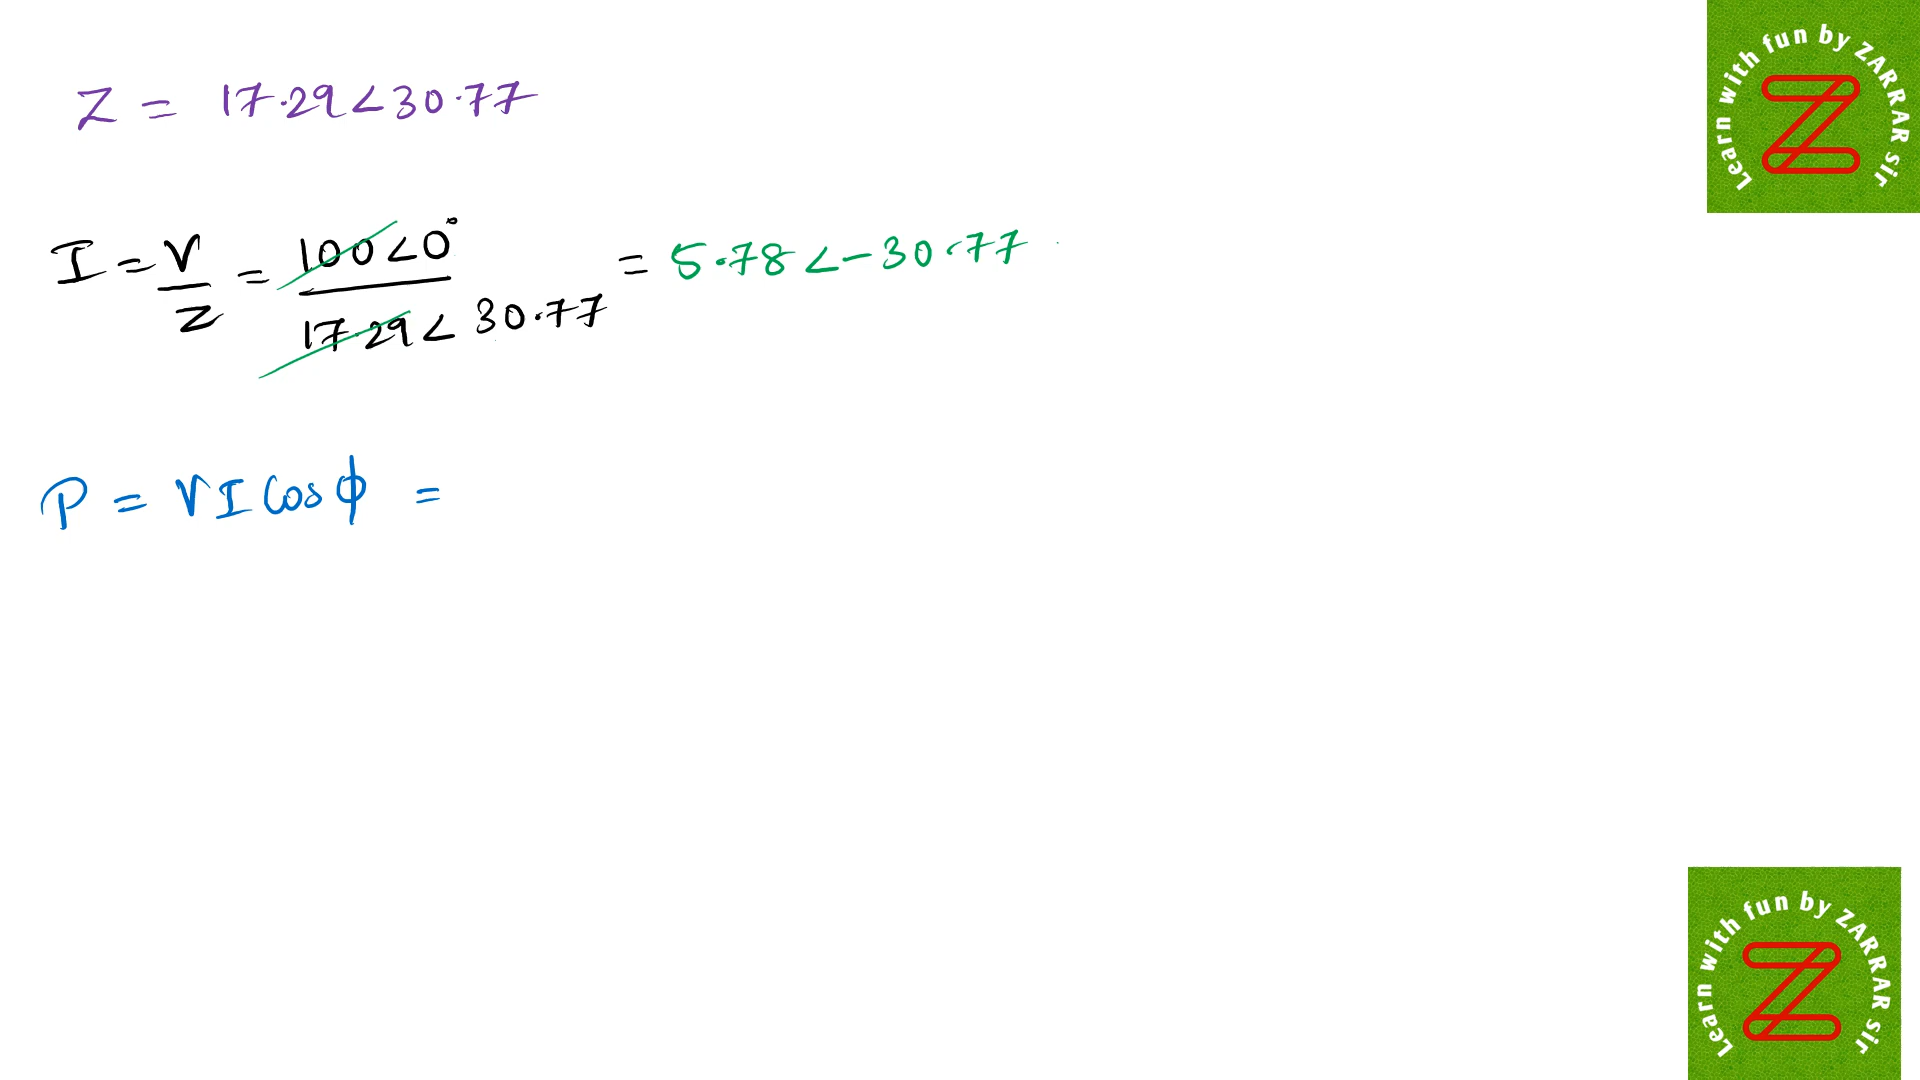 Z = 17.29<30.77
I = V/Z = 100<0°/17.29<30.77 = 5.78<-30.77
P = VI Cosϕ =
Learn with fun by ZARRAR sir
Z
Learn with fun by ZARRAR sir
Z